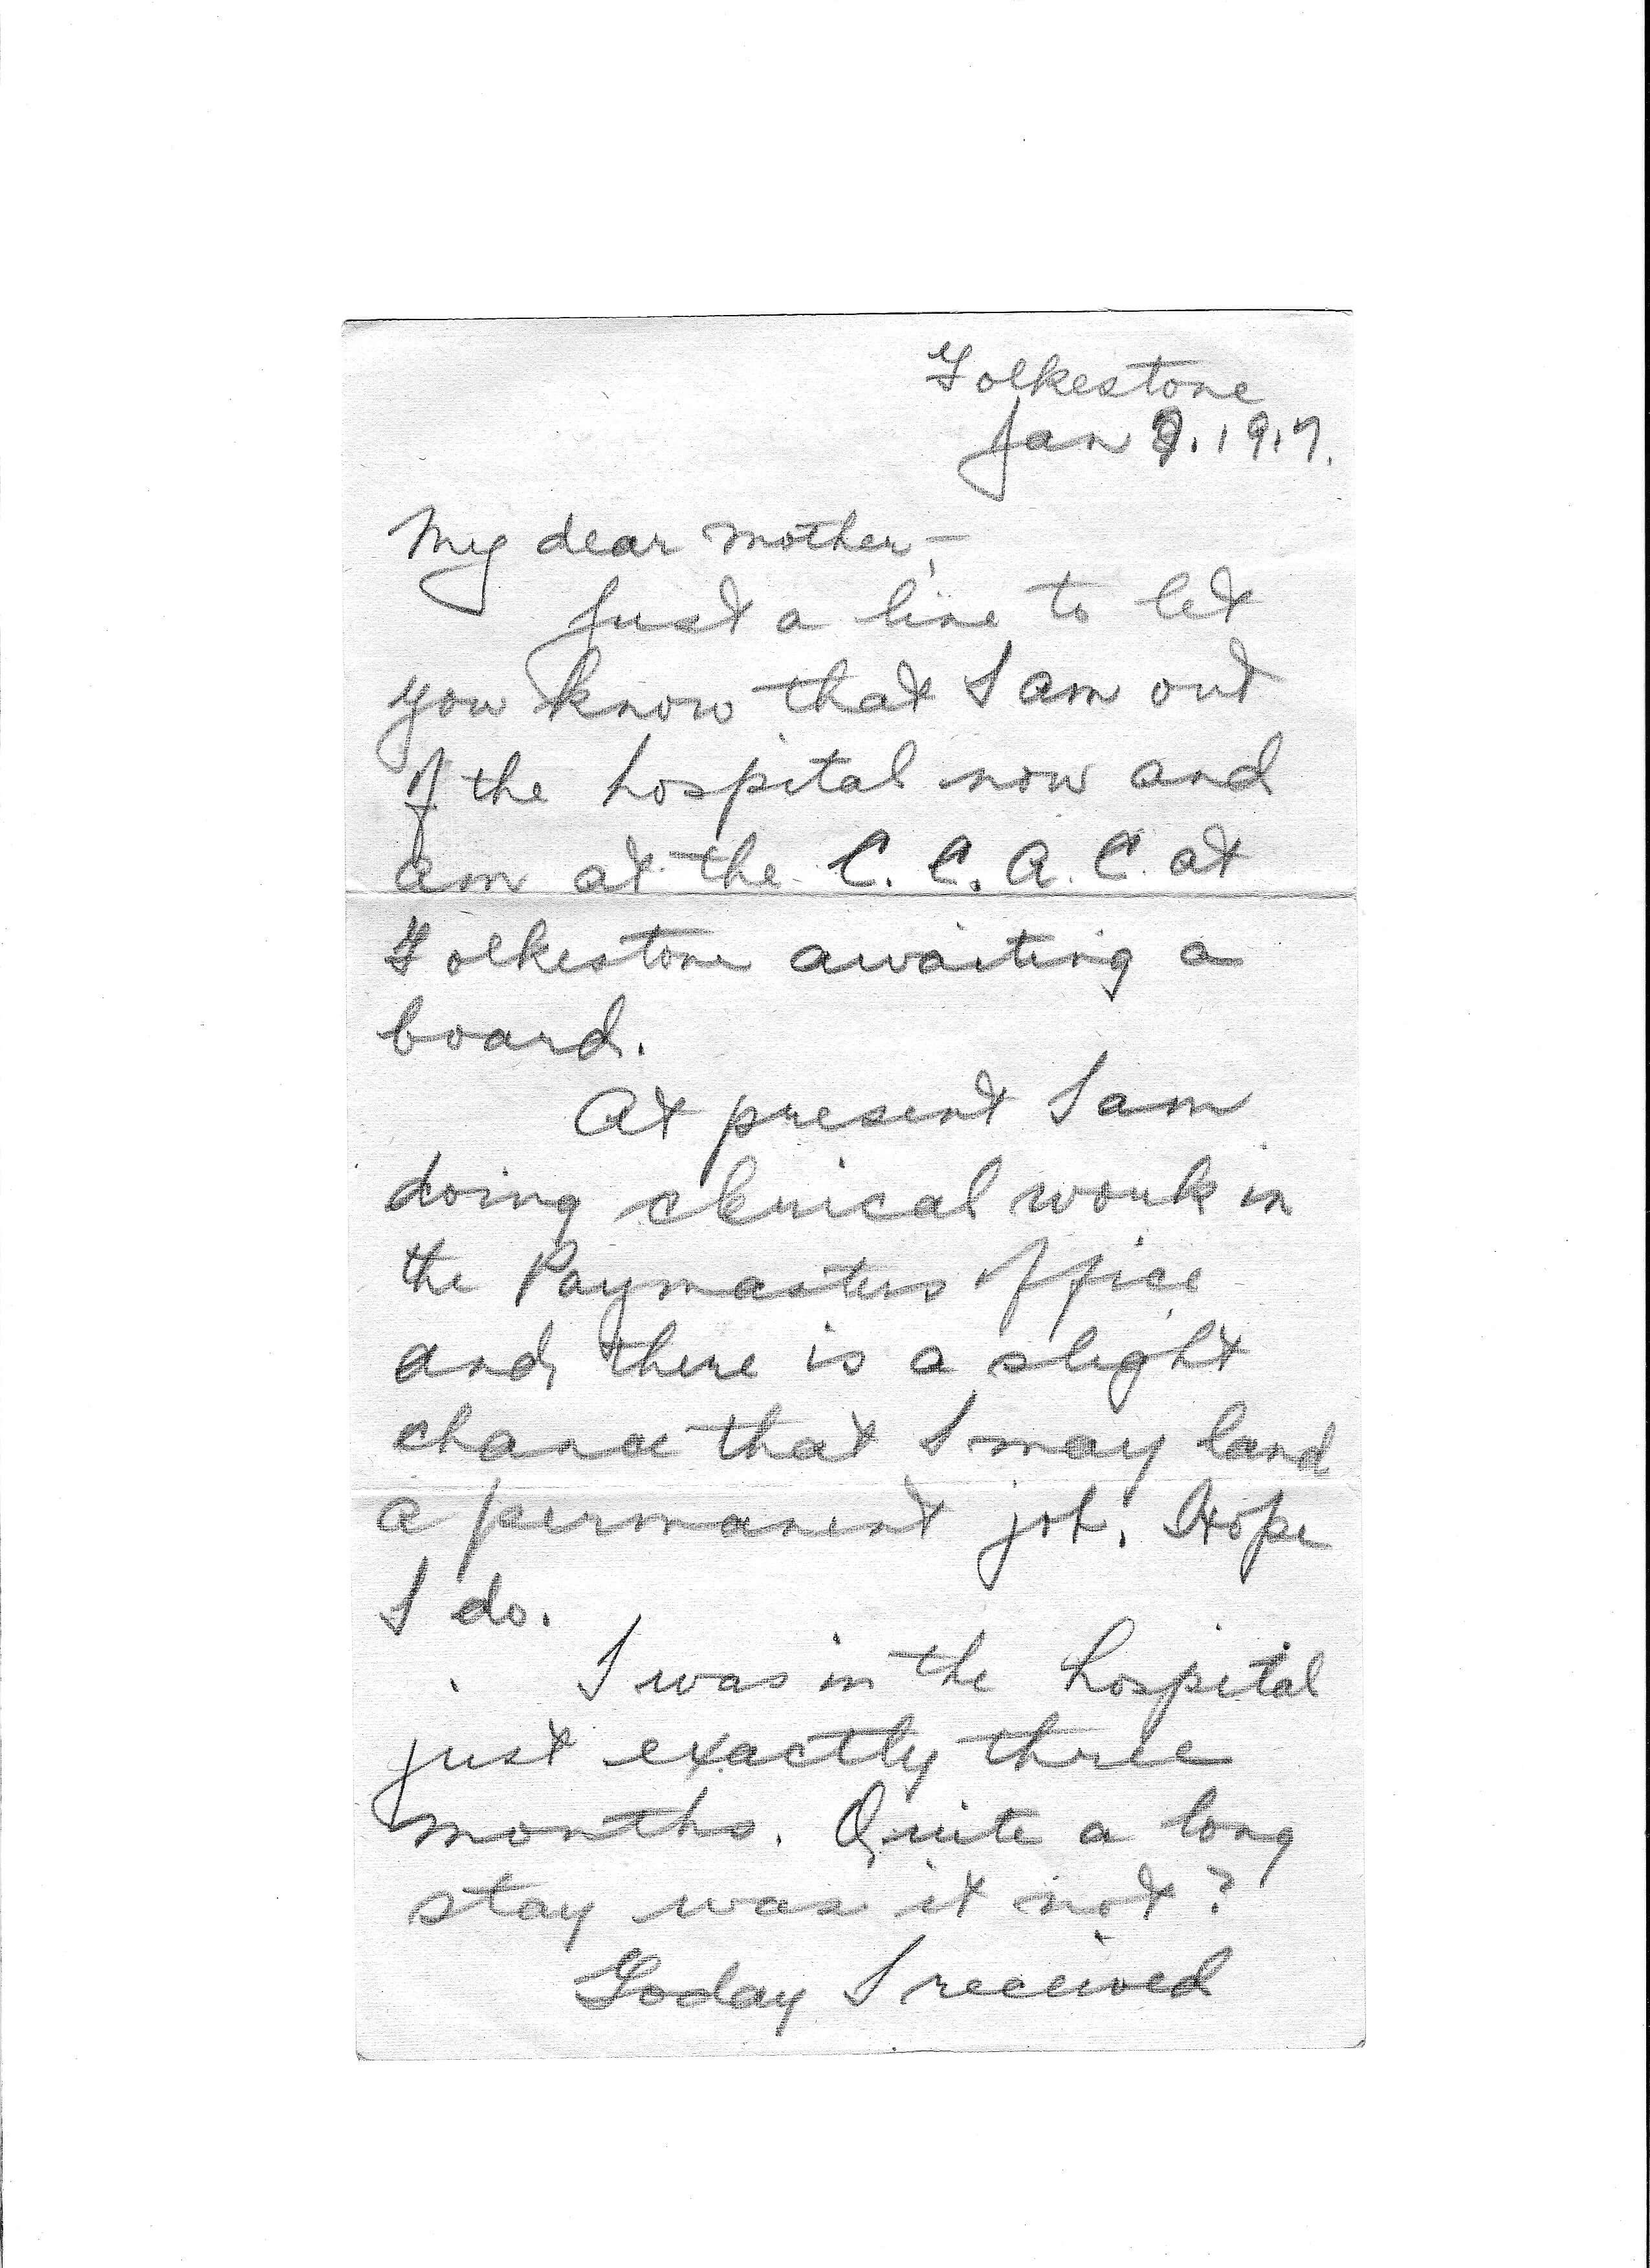 Folkestone
Jan 9. 1917.
My dear mother,—
Just a line to let
you know that I am out
of the hospital now and
am at the C. C. A. C. at
Folkestone awaiting a
board.
At present I am
doing clerical work in
the Paymasters office
and there is a slight
chance that I may land
a permanent job. Hope
I do.
I was in the hospital
just exactly three
months. Quite a long
stay was it not?
Today I received